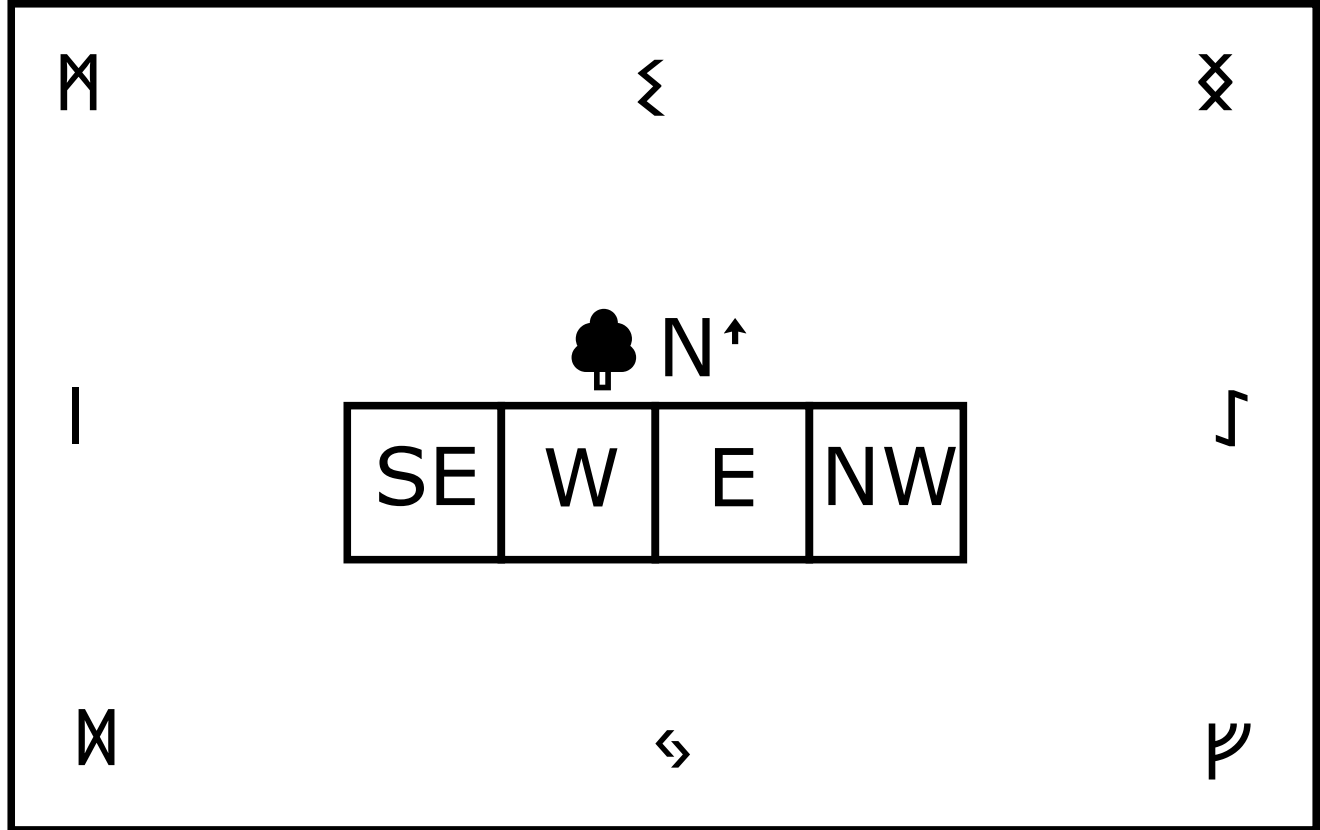 ᛗ ᛊ ᛝ
N
ᛁ ᛇ
SE W E NW
ᛞ ᛃ ᚠ